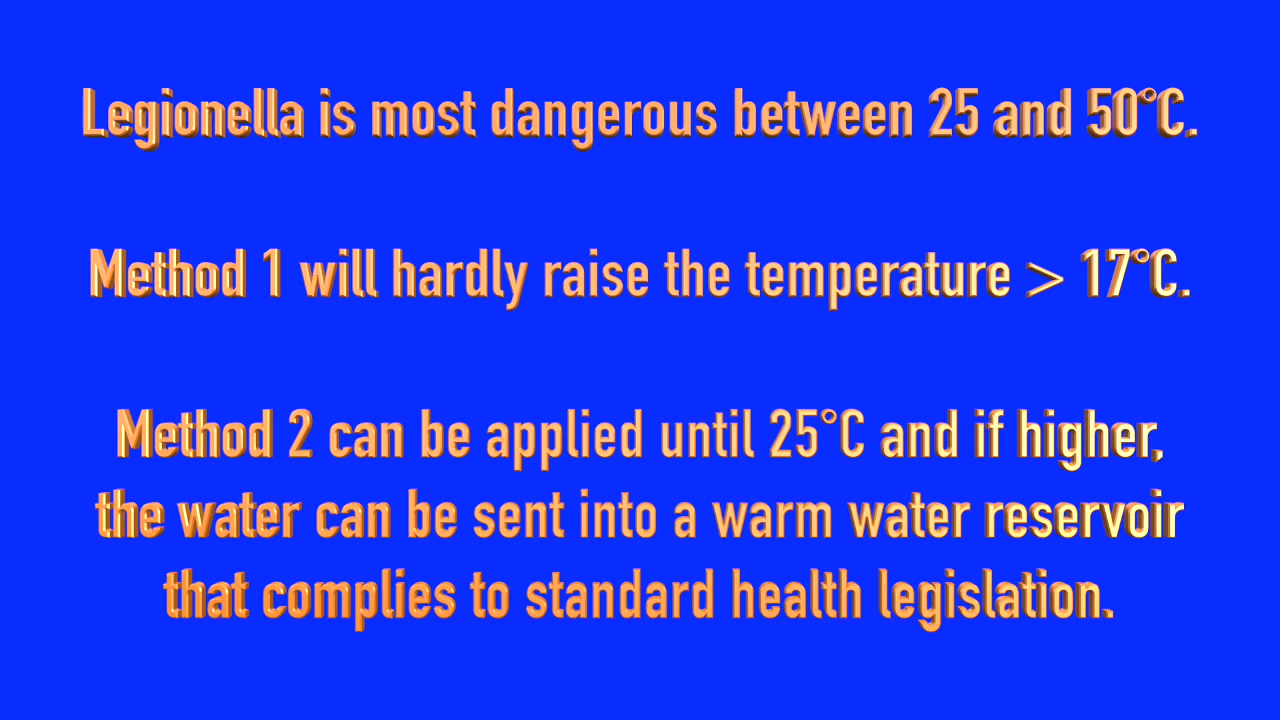 Legionella is most dangerous between 25 and 50°C.
Method 1 will hardly raise the temperature > 17°C.
Method 2 can be applied until 25°C and if higher,
the water can be sent into a warm water reservoir
that complies to standard health legislation.